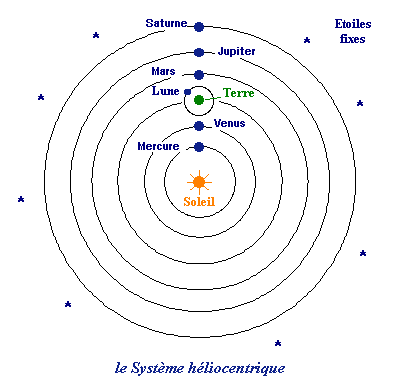 Saturne
Etoiles
fixes
Jupiter
Mars
Lune
Terre
Venus
Mercure
Soleil
le Système héliocentrique